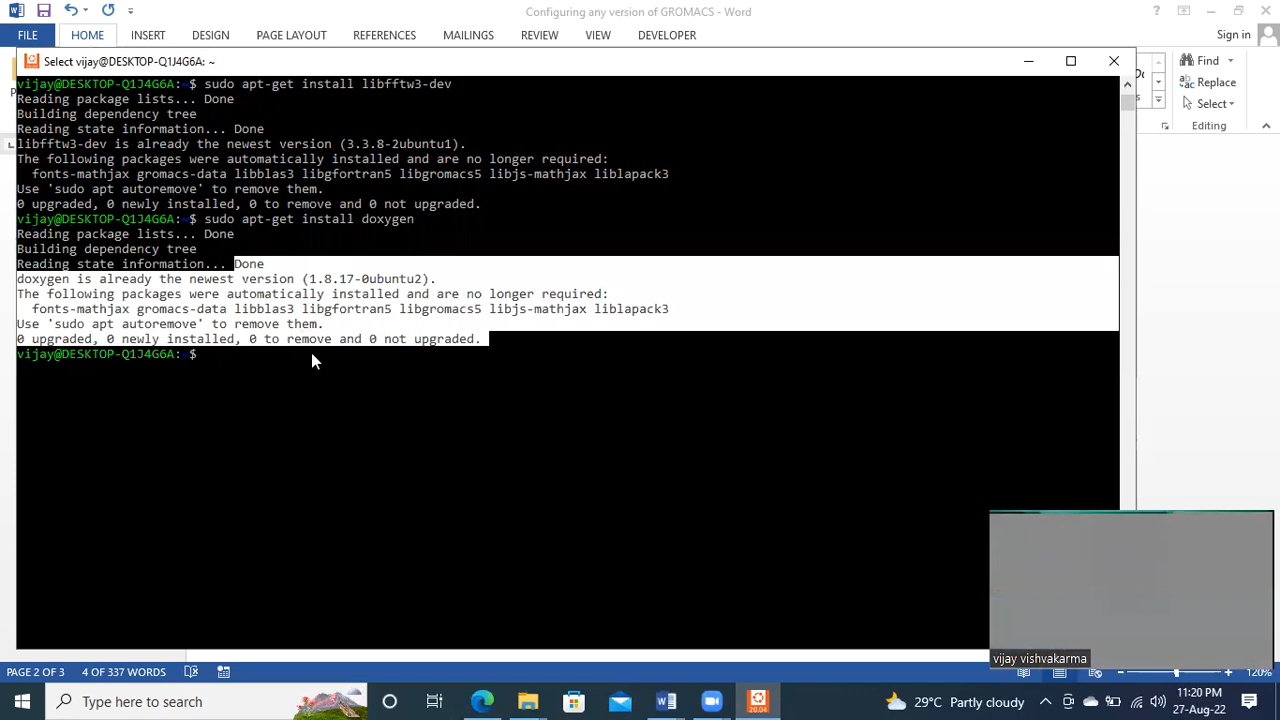 Configuring any version of GROMACS - Word
?
FILE HOME INSERT DESIGN PAGE LAYOUT REFERENCES MAILINGS REVIEW VIEW DEVELOPER Sign in
Select vijay@DESKTOP-Q1J4G6A: ~
Find
Replace
Select
Editing
vijay@DESKTOP-Q1J4G6A:~$ sudo apt-get install libfftw3-dev
Reading package lists... Done
Building dependency tree
Reading state information... Done
libfftw3-dev is already the newest version (3.3.8-2ubuntu1).
The following packages were automatically installed and are no longer required:
fonts-mathjax gromacs-data libblas3 libgfortran5 libgromacs5 libjs-mathjax liblapack3
Use 'sudo apt autoremove' to remove them.
0 upgraded, 0 newly installed, 0 to remove and 0 not upgraded.
vijay@DESKTOP-Q1J4G6A:~$ sudo apt-get install doxygen
Reading package lists... Done
Building dependency tree
Reading state information... Done
doxygen is already the newest version (1.8.17-0ubuntu2).
The following packages were automatically installed and are no longer required:
fonts-mathjax gromacs-data libblas3 libgfortran5 libgromacs5 libjs-mathjax liblapack3
Use 'sudo apt autoremove' to remove them.
0 upgraded, 0 newly installed, 0 to remove and 0 not upgraded.
vijay@DESKTOP-Q1J4G6A:~$
vijay vishvakarma
PAGE 2 OF 3 4 OF 337 WORDS 120%
Type here to search
20.04
29°C Partly cloudy
11:20 PM
27-Aug-22